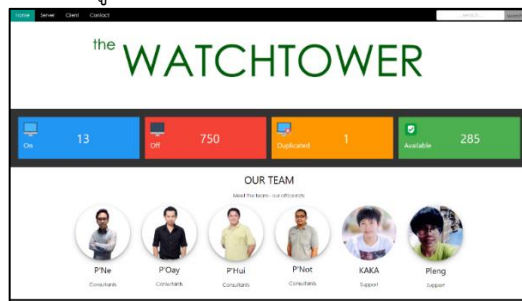 Home Server Client Contact
the
WATCHTOWER
On 13
Off 750
Duplicated 1
Available 285
OUR TEAM
P'Ne P'Oay P'Hui P'Not KAKA Pleng
Consultants Consultants Consultants Consultants Support Support